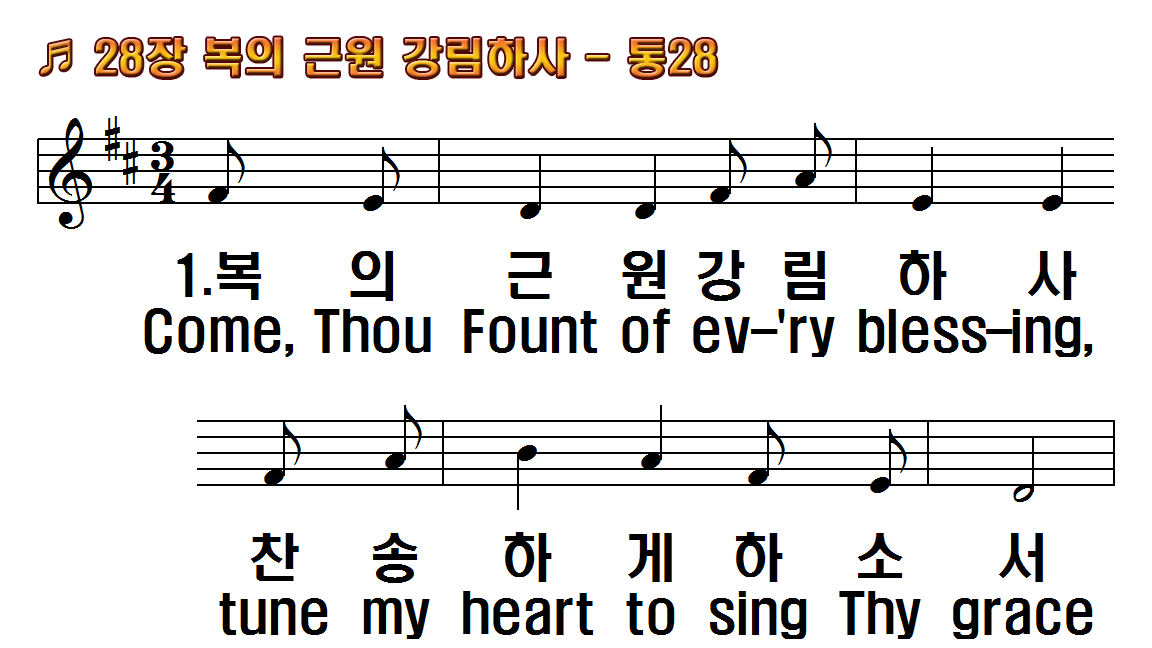 ♬ 28장 복의 근원 강림하사 - 통28
3
4
1.복 의 근 원 강 림 하 사
Come, Thou Fount of ev-'ry bless-ing,
찬 송 하 게 하 소 서
tune my heart to sing Thy grace